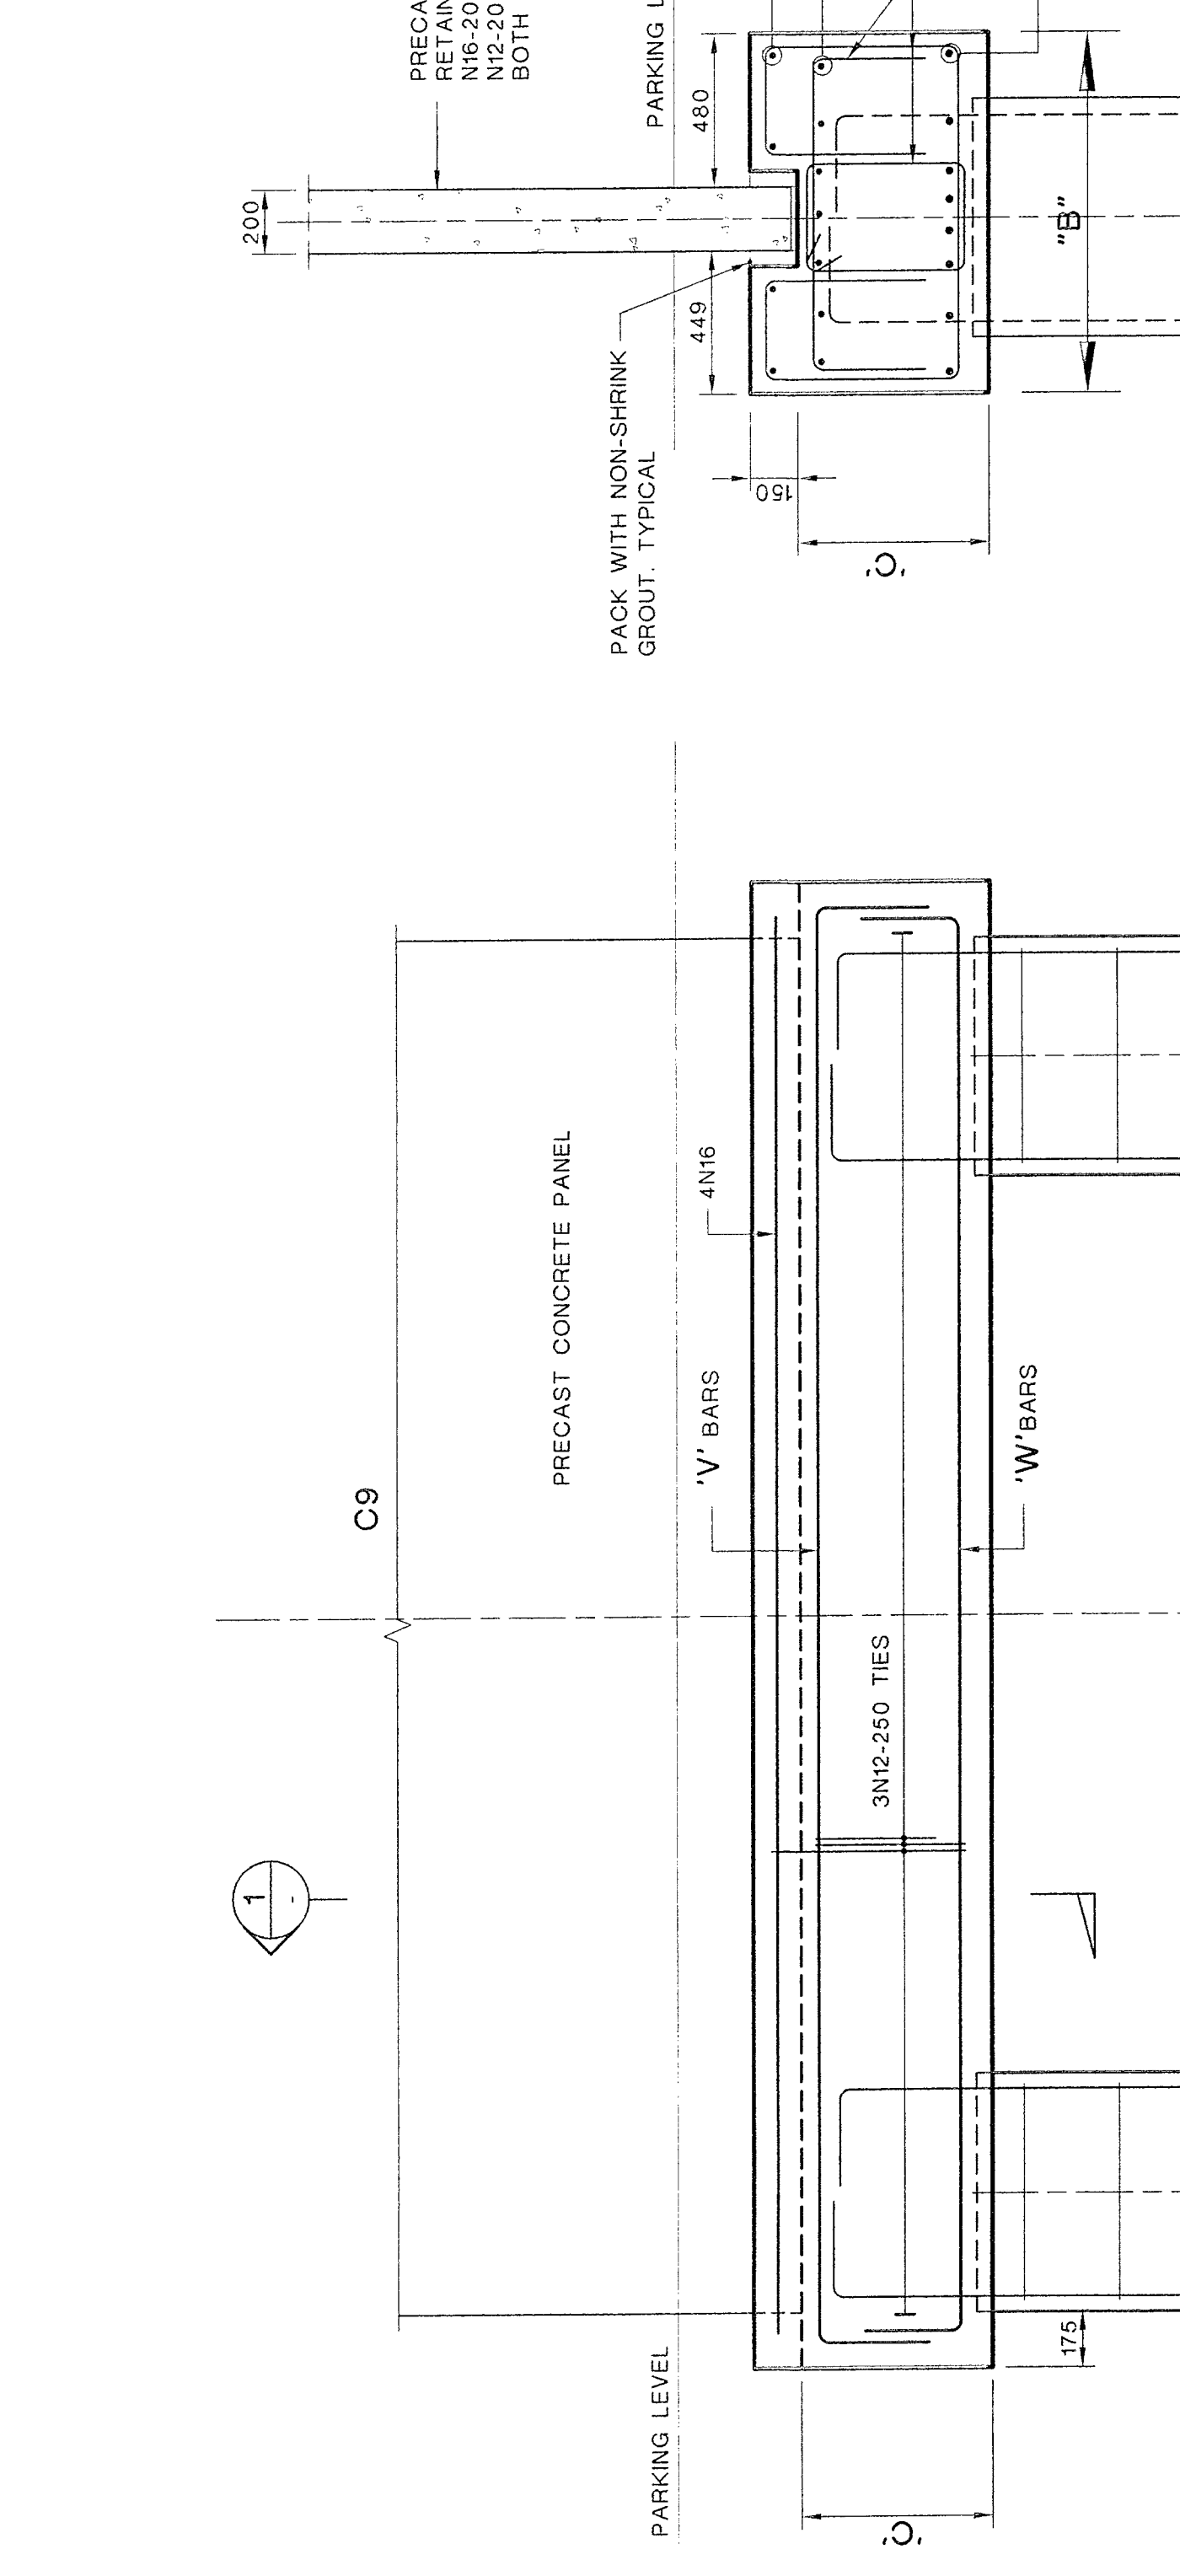 C9
1
-
PRECAST CONCRETE PANEL
PARKING LEVEL
'V' BARS
4N16
3N12-250 TIES
'W' BARS
175
'C'
200
PRECA
RETAIN
N16-20
N12-20
BOTH
PARKING L
PACK WITH NON-SHRINK
GROUT. TYPICAL
449
480
150
'C'
"B"